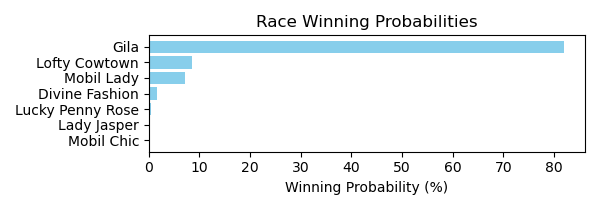 Race Winning Probabilities
Gila
Lofty Cowtown
Mobil Lady
Divine Fashion
Lucky Penny Rose
Lady Jasper
Mobil Chic
0 10 20 30 40 50 60 70 80
Winning Probability (%)